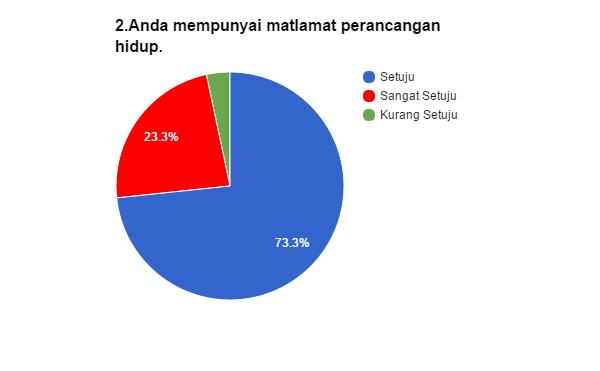 2.Anda mempunyai matlamat perancangan
hidup.
Setuju
Sangat Setuju
Kurang Setuju
23.3%
73.3%